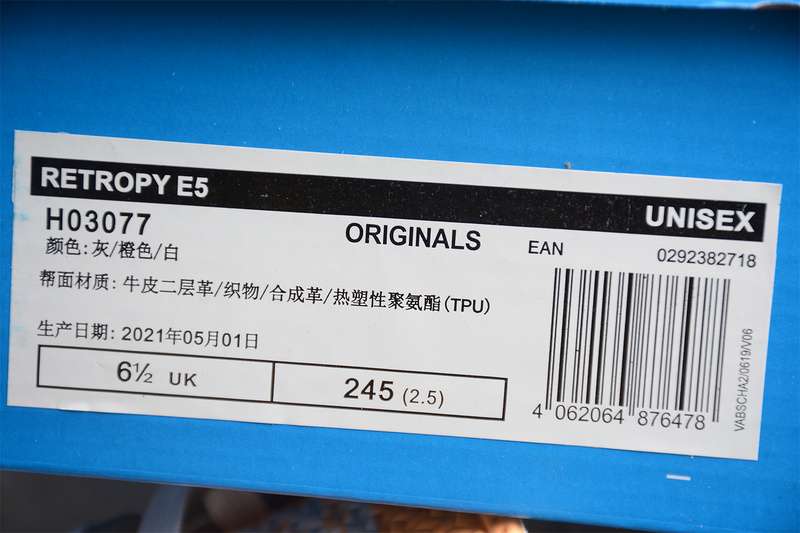 RETROPY E5
UNISEX
H03077
ORIGINALS
EAN
0292382718
颜色:灰/橙色/白
帮面材质: 牛皮二层革/织物/合成革/热塑性聚氨酯(TPU)
生产日期: 2021年05月01日
6½ UK
245 (2.5)
4 062064 876478
VABSCHA2/0619/V06